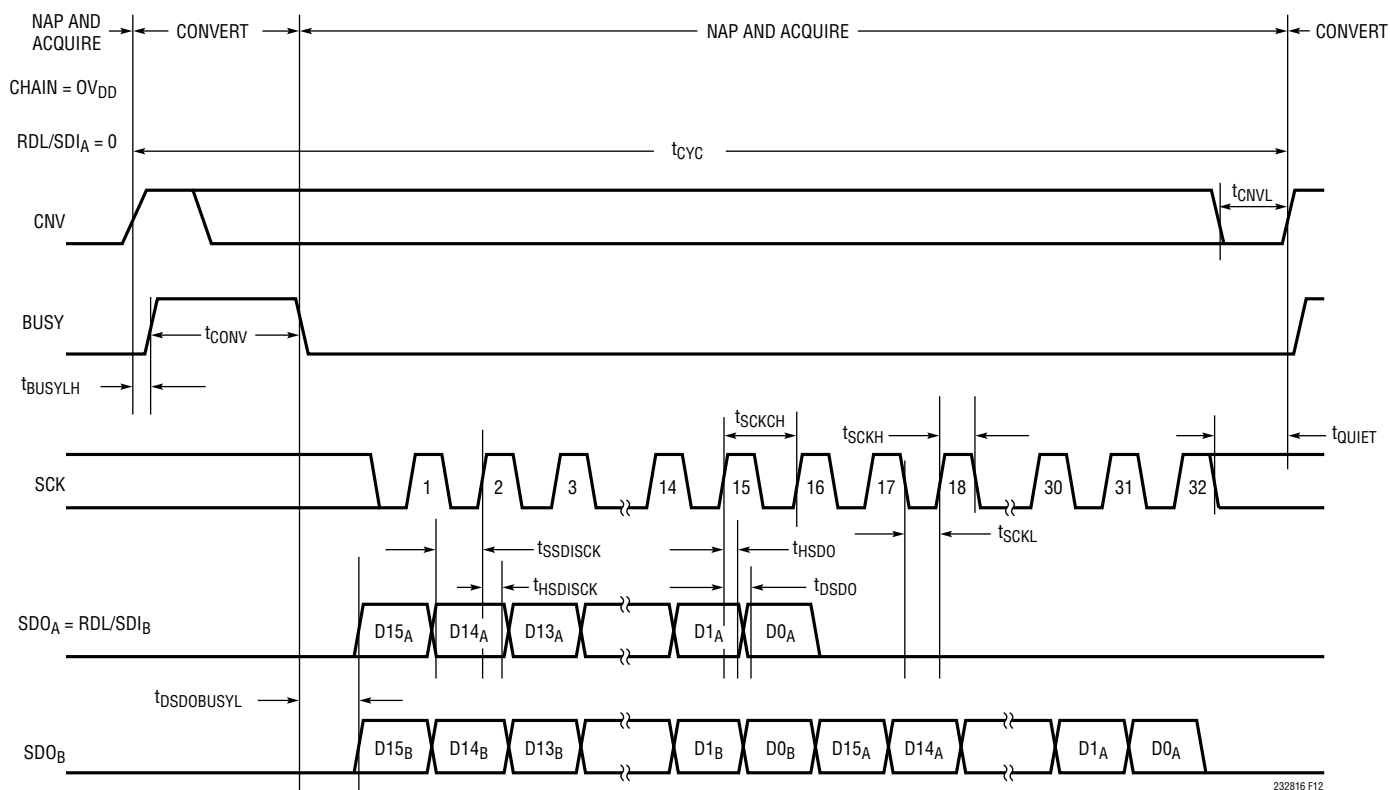 NAP AND
ACQUIRE
CONVERT
NAP AND ACQUIRE
CONVERT
CHAIN = OVDD
RDL/SDIA = 0
tCYC
tCNVL
CNV
BUSY
tCONV
tBUSYLH
tSCKCH
tSCKH
tQUIET
SCK
1 2 3 14 15 16 17 18 30 31 32
tSSDISCK
tHSDO
tSCKL
tHSDISCK
tDSDO
SDOA = RDL/SDIB
D15A D14A D13A D1A D0A
tDSDOBUSYL
SDOB
D15B D14B D13B D1B D0B D15A D14A D1A D0A
232816 F12